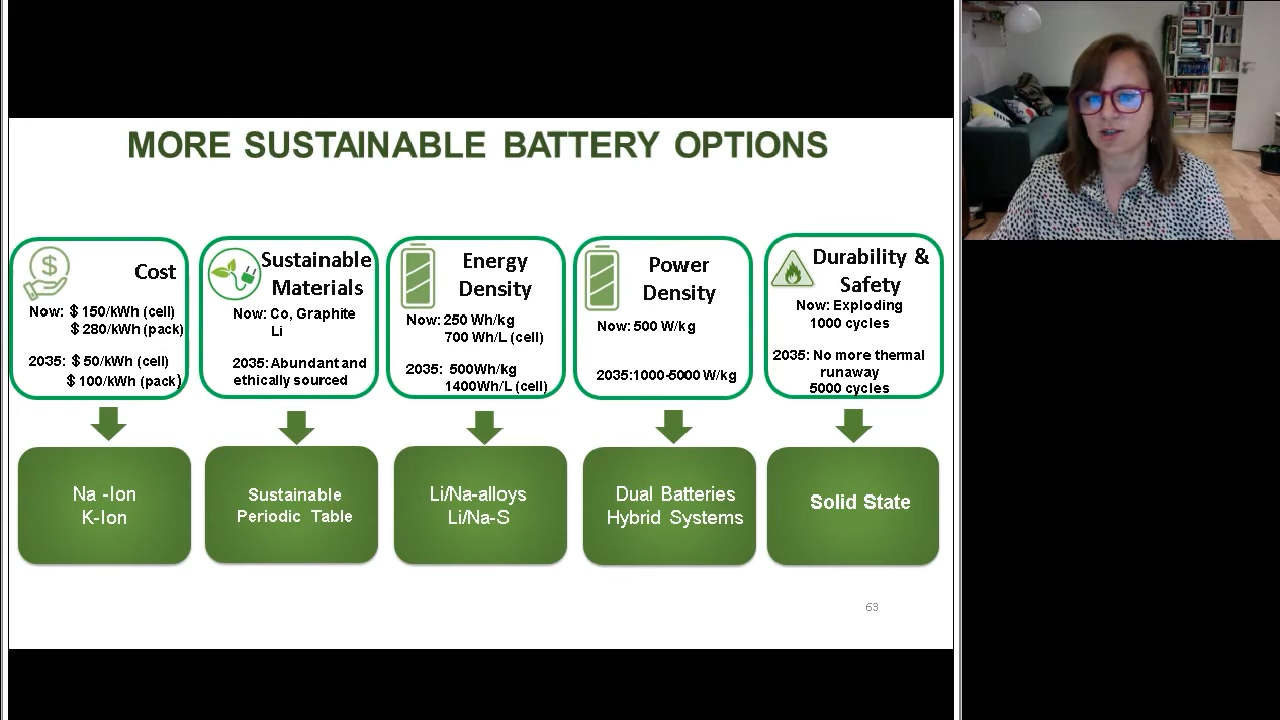 MORE SUSTAINABLE BATTERY OPTIONS
Cost
Now: $ 150/kWh (cell)
$ 280/kWh (pack)
2035: $ 50/kWh (cell)
$ 100/kWh (pack)
Sustainable
Materials
Now: Co, Graphite
Li
2035: Abundant and
ethically sourced
Energy
Density
Now: 250 Wh/kg
700 Wh/L (cell)
2035: 500Wh/kg
1400Wh/L (cell)
Power
Density
Now: 500 W/kg
2035:1000-5000 W/kg
Durability &
Safety
Now: Exploding
1000 cycles
2035: No more thermal
runaway
5000 cycles
Na -Ion
K-Ion
Sustainable
Periodic Table
Li/Na-alloys
Li/Na-S
Dual Batteries
Hybrid Systems
Solid State
63